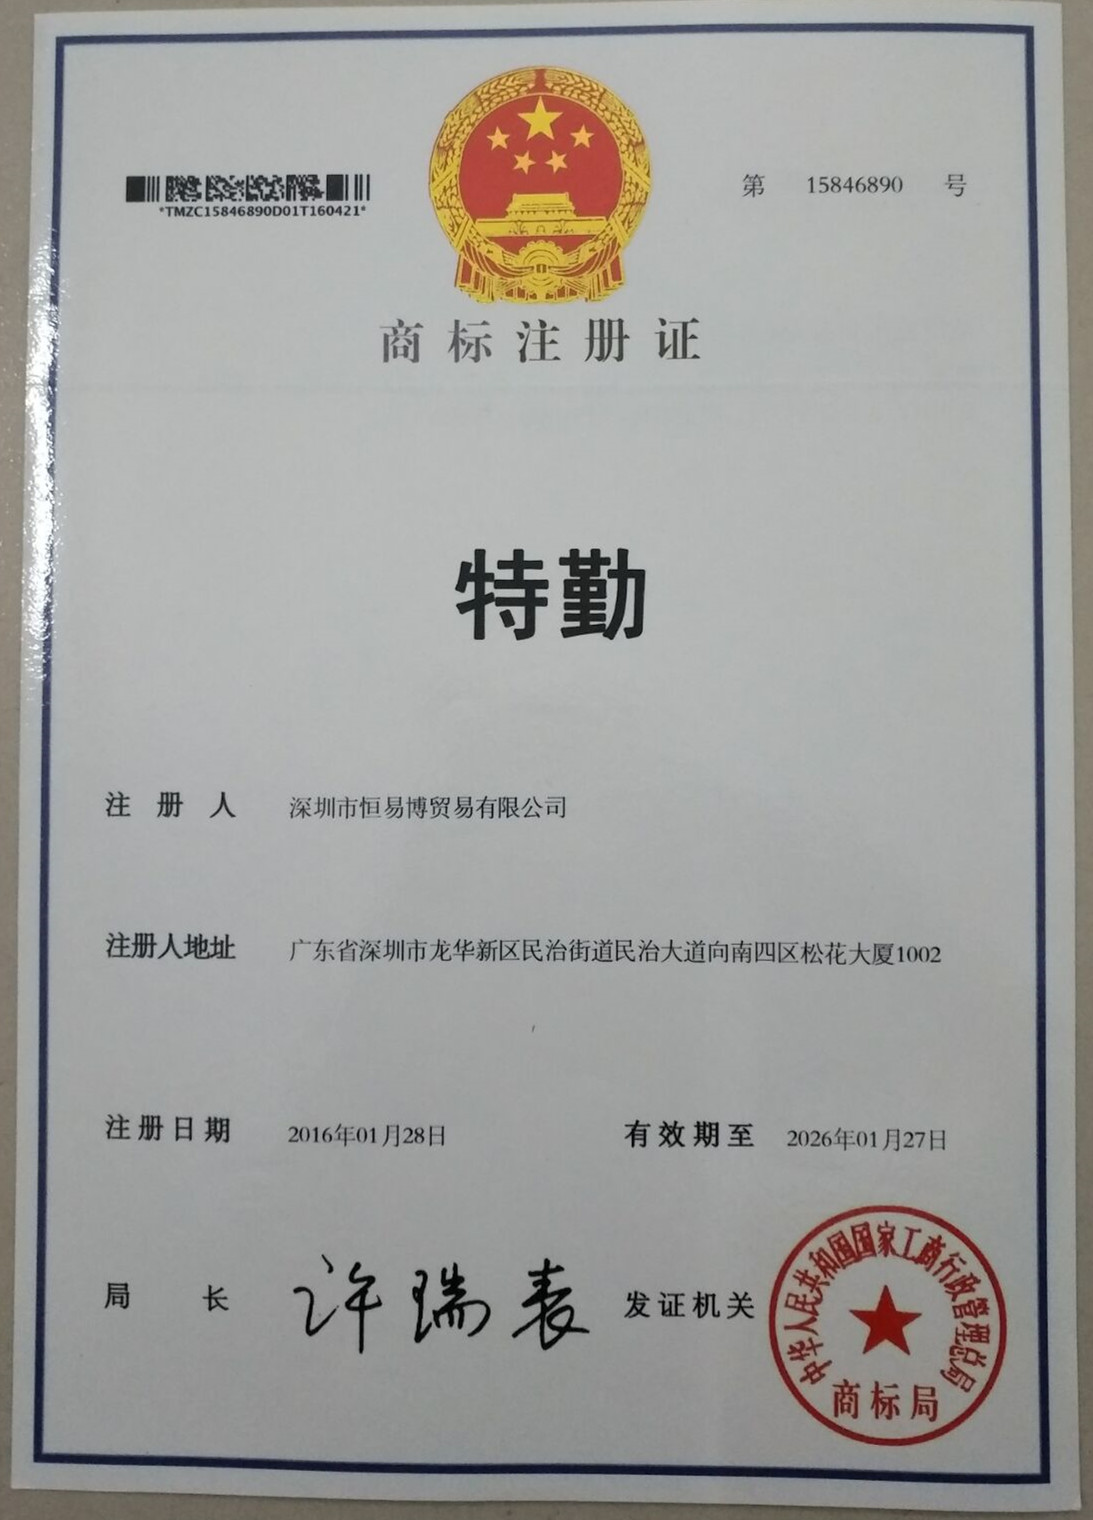 *TMZC15846890D01T160421*
第 15846890 号
商标注册证
特勤
注册人 深圳市恒易博贸易有限公司
注册人地址 广东省深圳市龙华新区民治街道民治大道向南四区松花大厦1002
注册日期 2016年01月28日 有效期至 2026年01月27日
局长 许瑞表 发证机关
中华人民共和国国家工商行政管理总局
商标局